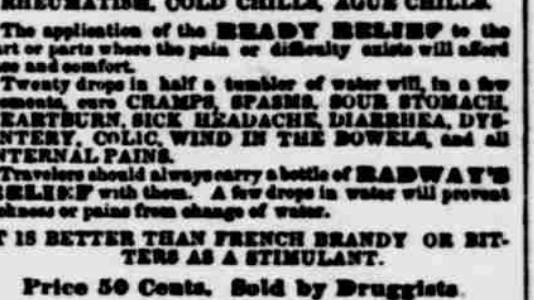 RHEUMATISM, COLD CHILLS, AGUE CHILLS.
The application of the READY RELIEF to the
art or parts where the pain or difficulty exists will afford
ase and comfort.
Twenty drops in half a tumbler of water will, in a few
oments, cure CRAMPS, SPASMS, SOUR STOMACH,
EARTBURN, SICK HEADACHE, DIARRHEA, DYS-
NTERY, COLIC, WIND IN THE BOWELS, and all
NTERNAL PAINS.
Travelers should always carry a bottle of RADWAY'S
RELIEF with them. A few drops in water will prevent
ckness or pains from change of water.
T IS BETTER THAN FRENCH BRANDY OR BIT-
TERS AS A STIMULANT.
Price 50 Cents. Sold by Druggists